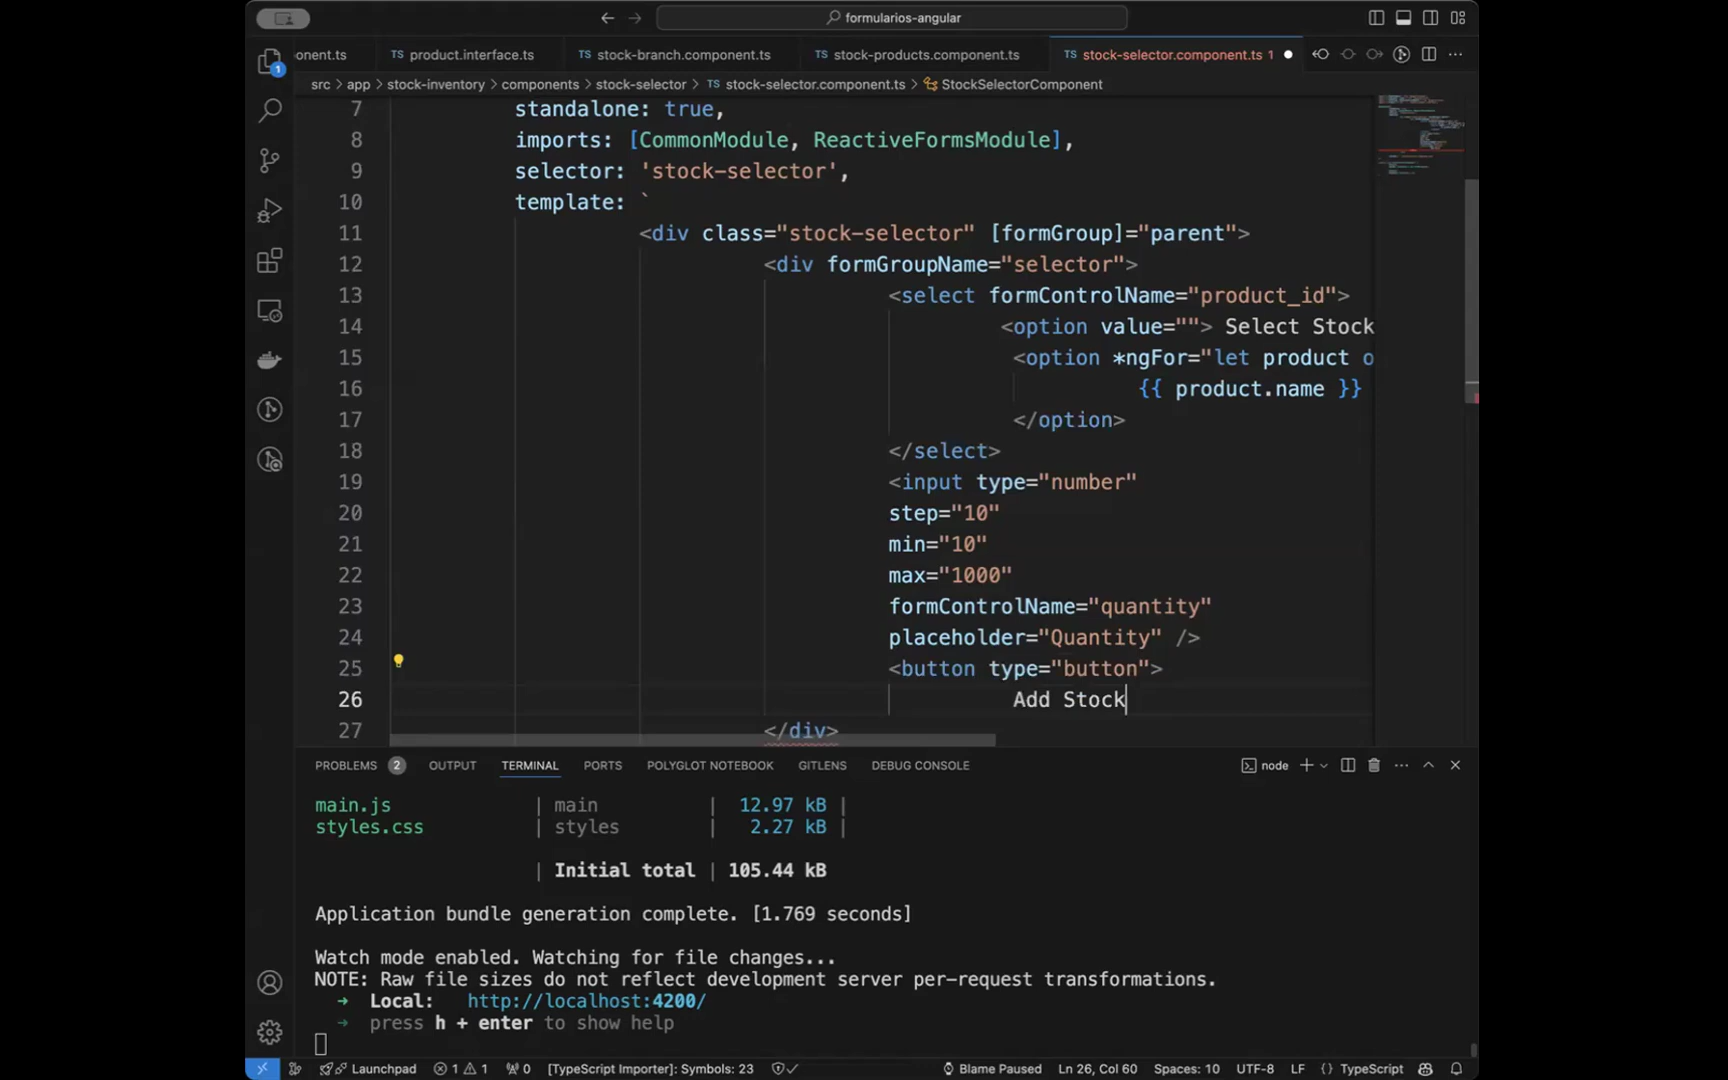 formularios-angular
onent.ts
TS product.interface.ts
TS stock-branch.component.ts
TS stock-products.component.ts
TS stock-selector.component.ts 1
1
src > app > stock-inventory > components > stock-selector > TS stock-selector.component.ts > StockSelectorComponent
7 standalone: true,
8 imports: [CommonModule, ReactiveFormsModule],
9 selector: 'stock-selector',
10 template: `
11 <div class="stock-selector" [formGroup]="parent">
12 <div formGroupName="selector">
13 <select formControlName="product_id">
14 <option value=""> Select Stock
15 <option *ngFor="let product o
16 {{ product.name }}
17 </option>
18 </select>
19 <input type="number"
20 step="10"
21 min="10"
22 max="1000"
23 formControlName="quantity"
24 placeholder="Quantity" />
25 <button type="button">
26 Add Stock
27 </div>
PROBLEMS 2 OUTPUT TERMINAL PORTS POLYGLOT NOTEBOOK GITLENS DEBUG CONSOLE node
main.js | main | 12.97 kB |
styles.css | styles | 2.27 kB |
| Initial total | 105.44 kB
Application bundle generation complete. [1.769 seconds]
Watch mode enabled. Watching for file changes...
NOTE: Raw file sizes do not reflect development server per-request transformations.
➜ Local: http://localhost:4200/
➜ press h + enter to show help
Launchpad 1 1 0 [TypeScript Importer]: Symbols: 23 Blame Paused Ln 26, Col 60 Spaces: 10 UTF-8 LF {} TypeScript